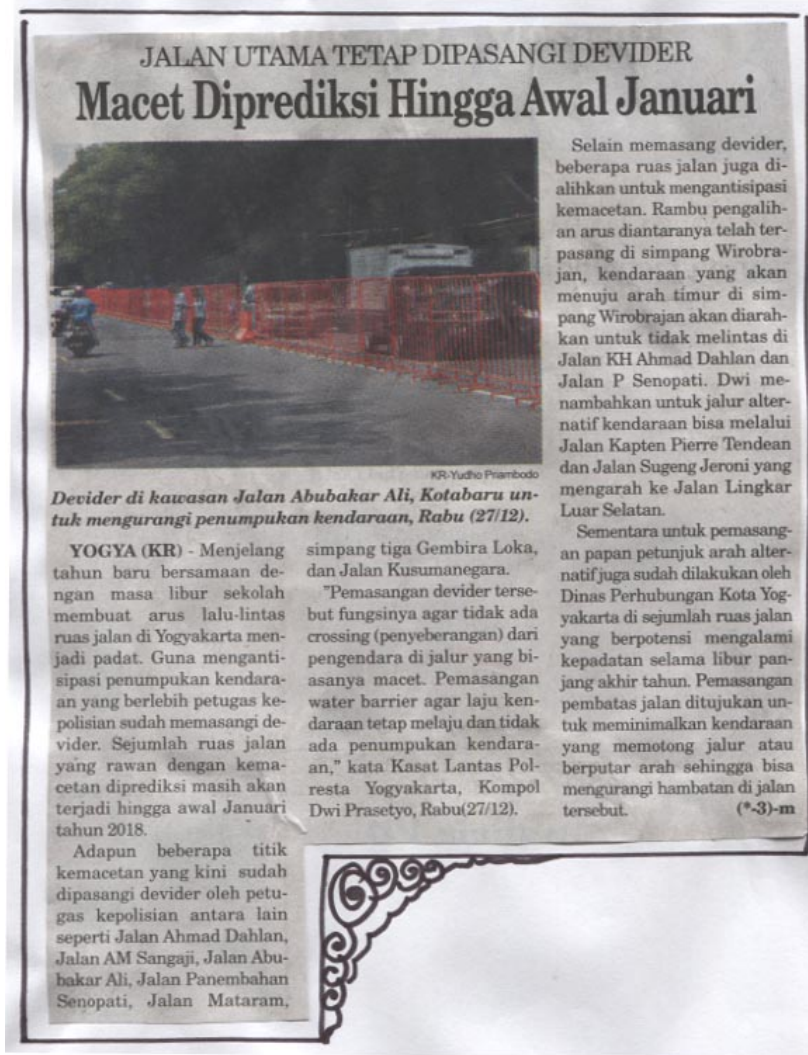 JALAN UTAMA TETAP DIPASANGI DEVIDER
Macet Diprediksi Hingga Awal Januari
KR-Yudho Priambodo
Devider di kawasan Jalan Abubakar Ali, Kotabaru un-
tuk mengurangi penumpukan kendaraan, Rabu (27/12).
YOGYA (KR) - Menjelang
tahun baru bersamaan de-
ngan masa libur sekolah
membuat arus lalu-lintas
ruas jalan di Yogyakarta men-
jadi padat. Guna menganti-
sipasi penumpukan kendara-
an yang berlebih petugas ke-
polisian sudah memasangi de-
vider. Sejumlah ruas jalan
yang rawan dengan kema-
cetan diprediksi masih akan
terjadi hingga awal Januari
tahun 2018.
Adapun beberapa titik
kemacetan yang kini sudah
dipasangi devider oleh petu-
gas kepolisian antara lain
seperti Jalan Ahmad Dahlan,
Jalan AM Sangaji, Jalan Abu-
bakar Ali, Jalan Panembahan
Senopati, Jalan Mataram,
simpang tiga Gembira Loka,
dan Jalan Kusumanegara.
"Pemasangan devider terse-
but fungsinya agar tidak ada
crossing (penyeberangan) dari
pengendara di jalur yang bi-
asanya macet. Pemasangan
water barrier agar laju ken-
daraan tetap melaju dan tidak
ada penumpukan kendara-
an," kata Kasat Lantas Pol-
resta Yogyakarta, Kompol
Dwi Prasetyo, Rabu(27/12).
Selain memasang devider,
beberapa ruas jalan juga di-
alihkan untuk mengantisipasi
kemacetan. Rambu pengalih-
an arus diantaranya telah ter-
pasang di simpang Wirobra-
jan, kendaraan yang akan
menuju arah timur di sim-
pang Wirobrajan akan diarah-
kan untuk tidak melintas di
Jalan KH Ahmad Dahlan dan
Jalan P Senopati. Dwi me-
nambahkan untuk jalur alter-
natif kendaraan bisa melalui
Jalan Kapten Pierre Tendean
dan Jalan Sugeng Jeroni yang
mengarah ke Jalan Lingkar
Luar Selatan.
Sementara untuk pemasang-
an papan petunjuk arah alter-
natif juga sudah dilakukan oleh
Dinas Perhubungan Kota Yog-
yakarta di sejumlah ruas jalan
yang berpotensi mengalami
kepadatan selama libur pan-
jang akhir tahun. Pemasangan
pembatas jalan ditujukan un-
tuk meminimalkan kendaraan
yang memotong jalur atau
berputar arah sehingga bisa
mengurangi hambatan di jalan
tersebut. (*-3)-m